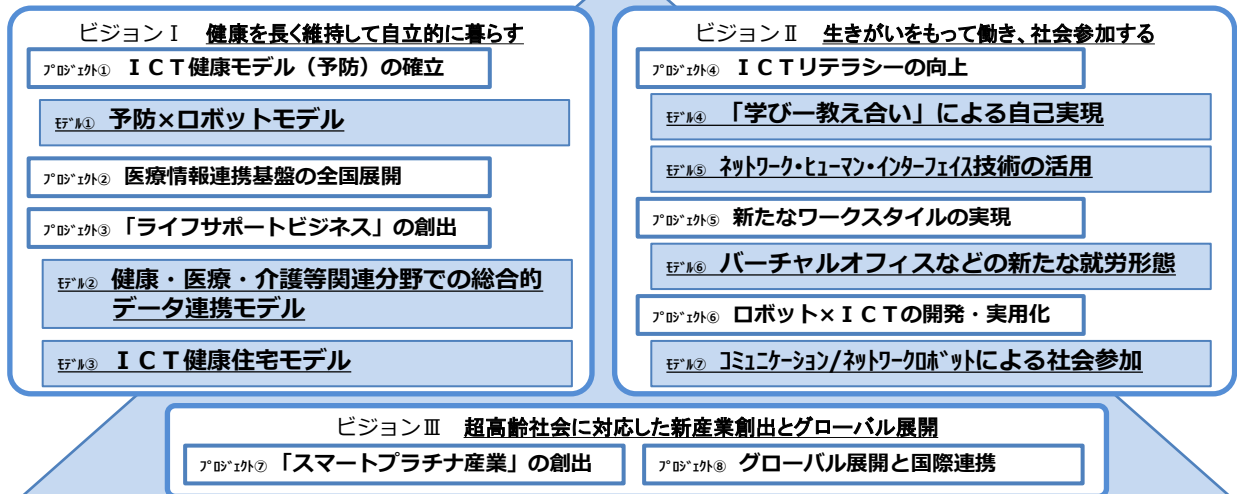 ビジョンⅠ 健康を長く維持して自立的に暮らす
ﾌﾟﾛｼﾞｪｸﾄ① ＩＣＴ健康モデル（予防）の確立
ﾓﾃﾞﾙ① 予防×ロボットモデル
ﾌﾟﾛｼﾞｪｸﾄ② 医療情報連携基盤の全国展開
ﾌﾟﾛｼﾞｪｸﾄ③ 「ライフサポートビジネス」の創出
ﾓﾃﾞﾙ② 健康・医療・介護等関連分野での総合的
データ連携モデル
ﾓﾃﾞﾙ③ ＩＣＴ健康住宅モデル
ビジョンⅡ 生きがいをもって働き、社会参加する
ﾌﾟﾛｼﾞｪｸﾄ④ ＩＣＴリテラシーの向上
ﾓﾃﾞﾙ④ 「学び－教え合い」による自己実現
ﾓﾃﾞﾙ⑤ ﾈｯﾄﾜｰｸ・ﾋｭｰﾏﾝ・ｲﾝﾀｰﾌｪｲｽ技術の活用
ﾌﾟﾛｼﾞｪｸﾄ⑤ 新たなワークスタイルの実現
ﾓﾃﾞﾙ⑥ バーチャルオフィスなどの新たな就労形態
ﾌﾟﾛｼﾞｪｸﾄ⑥ ロボット×ＩＣＴの開発・実用化
ﾓﾃﾞﾙ⑦ ｺﾐｭﾆｹｰｼｮﾝ/ﾈｯﾄﾜｰｸﾛﾎﾞｯﾄによる社会参加
ビジョンⅢ 超高齢社会に対応した新産業創出とグローバル展開
ﾌﾟﾛｼﾞｪｸﾄ⑦ 「スマートプラチナ産業」の創出
ﾌﾟﾛｼﾞｪｸﾄ⑧ グローバル展開と国際連携